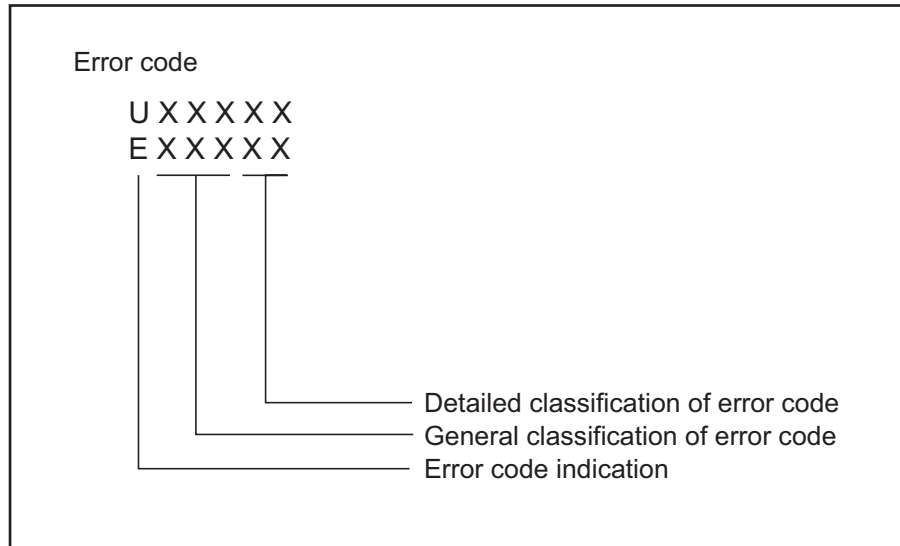 Error code
U X X X X X
E X X X X X
Detailed classification of error code
General classification of error code
Error code indication